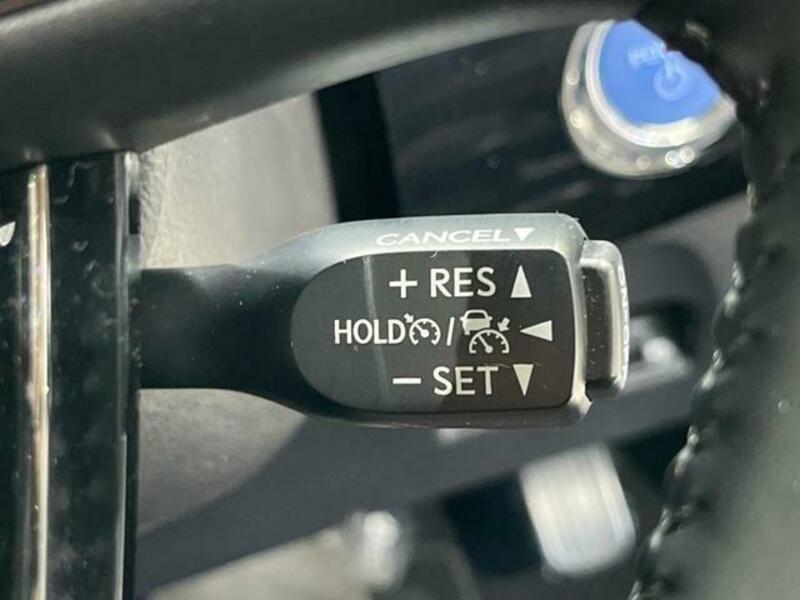 CANCEL▼
+ RES ▲
HOLD / ◄
− SET ▼